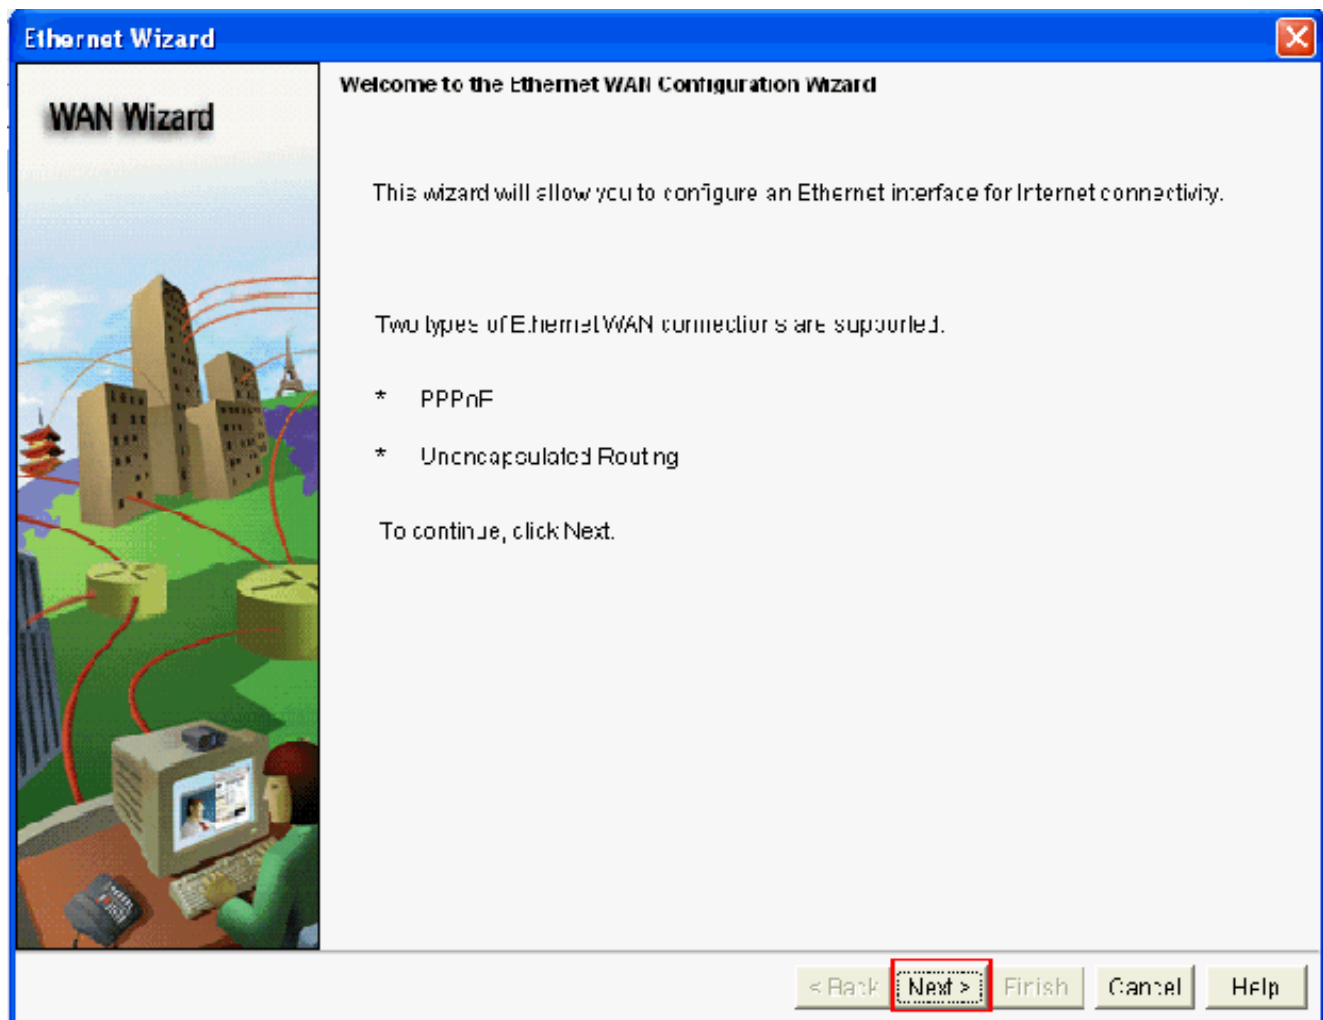 Ethernet Wizard
WAN Wizard
Welcome to the Ethernet WAN Configuration Wizard
This wizard will allow you to configure an Ethernet interface for Internet connectivity.
Two types of Ethernet WAN connections are supported.
* PPPoE
* Unencapsulated Routing
To continue, click Next.
< Back
Next >
Finish
Cancel
Help